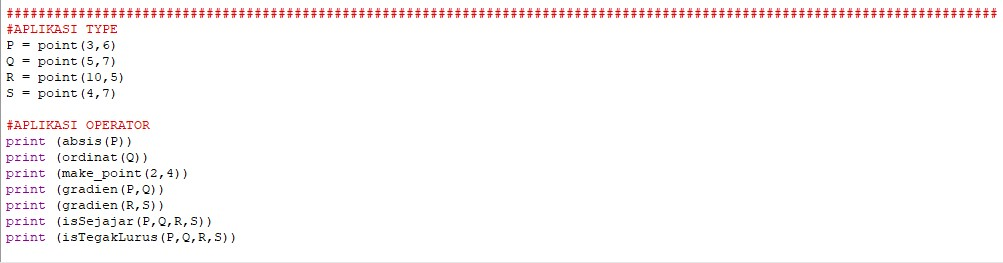 ###############################################################################################################################
#APLIKASI TYPE
P = point(3,6)
Q = point(5,7)
R = point(10,5)
S = point(4,7)
#APLIKASI OPERATOR
print (absis(P))
print (ordinat(Q))
print (make_point(2,4))
print (gradien(P,Q))
print (gradien(R,S))
print (isSejajar(P,Q,R,S))
print (isTegakLurus(P,Q,R,S))